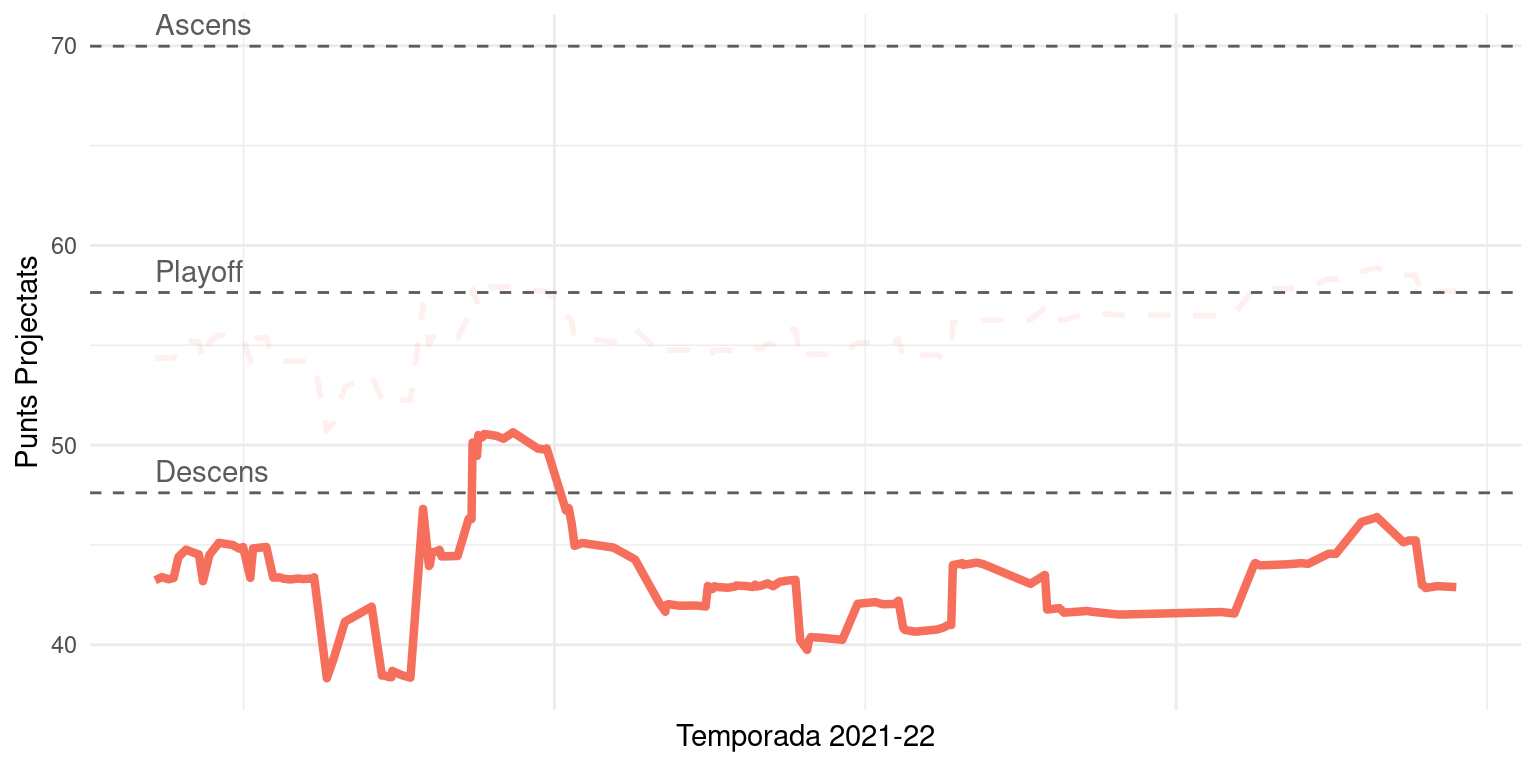 Ascens
70
60
Playoff
Punts Projectats
50
Descens
40
Temporada 2021-22